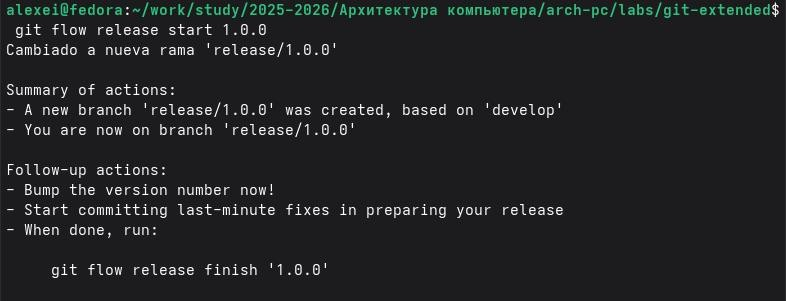 alexei@fedora:~/work/study/2025-2026/Архитектура компьютера/arch-pc/labs/git-extended$
git flow release start 1.0.0
Cambiado a nueva rama 'release/1.0.0'
Summary of actions:
- A new branch 'release/1.0.0' was created, based on 'develop'
- You are now on branch 'release/1.0.0'
Follow-up actions:
- Bump the version number now!
- Start committing last-minute fixes in preparing your release
- When done, run:
git flow release finish '1.0.0'